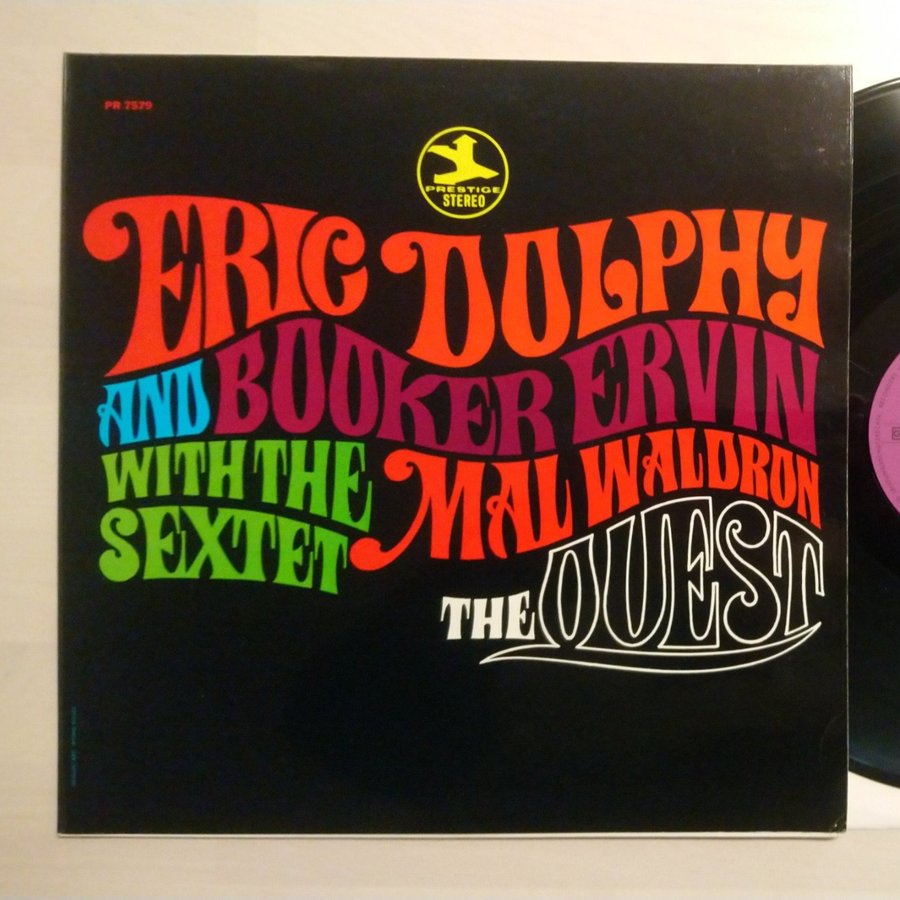 PR 7579
PRESTIGE
STEREO
ERIC DOLPHY
AND BOOKER ERVIN
WITH THE MAL WALDRON
SEXTET
THE QUEST